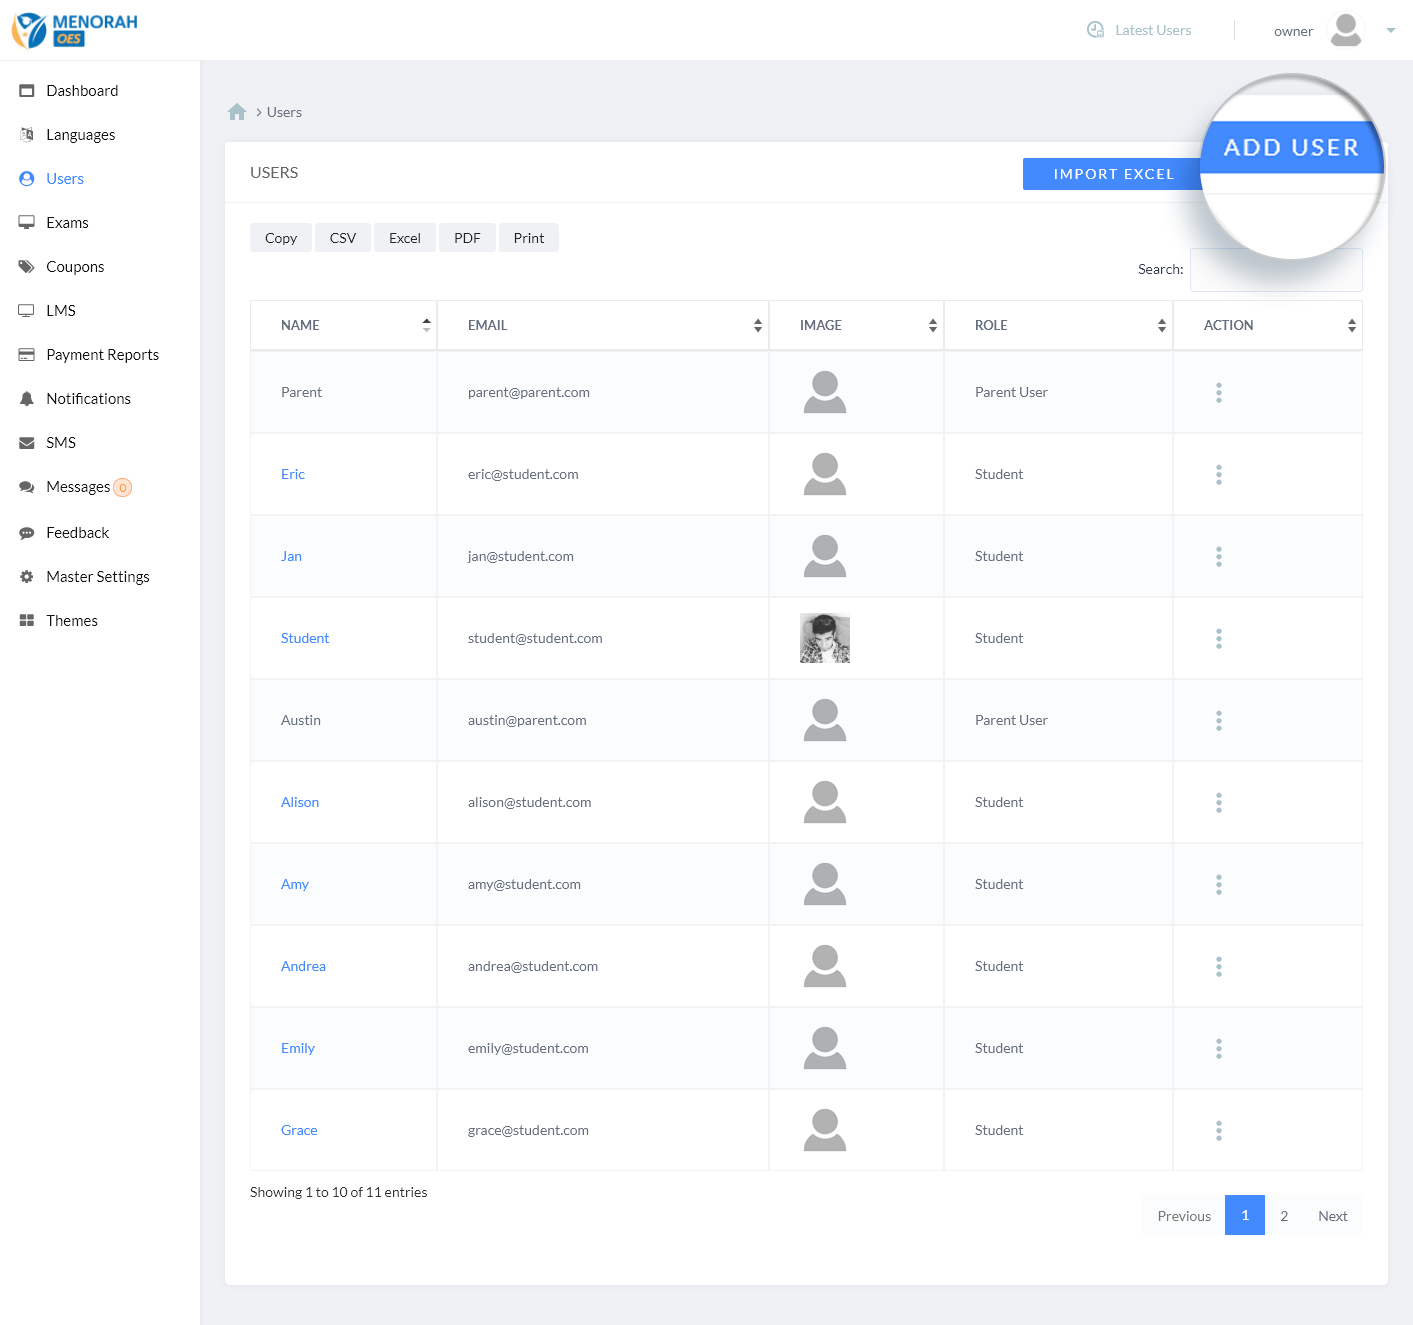 MENORAH
OES
Latest Users
owner
Dashboard
Languages
Users
Exams
Coupons
LMS
Payment Reports
Notifications
SMS
Messages 0
Feedback
Master Settings
Themes
> Users
USERS
IMPORT EXCEL
ADD USER
Copy CSV Excel PDF Print
Search:
NAME EMAIL IMAGE ROLE ACTION
Parent parent@parent.com Parent User
Eric eric@student.com Student
Jan jan@student.com Student
Student student@student.com Student
Austin austin@parent.com Parent User
Alison alison@student.com Student
Amy amy@student.com Student
Andrea andrea@student.com Student
Emily emily@student.com Student
Grace grace@student.com Student
Showing 1 to 10 of 11 entries
Previous 1 2 Next